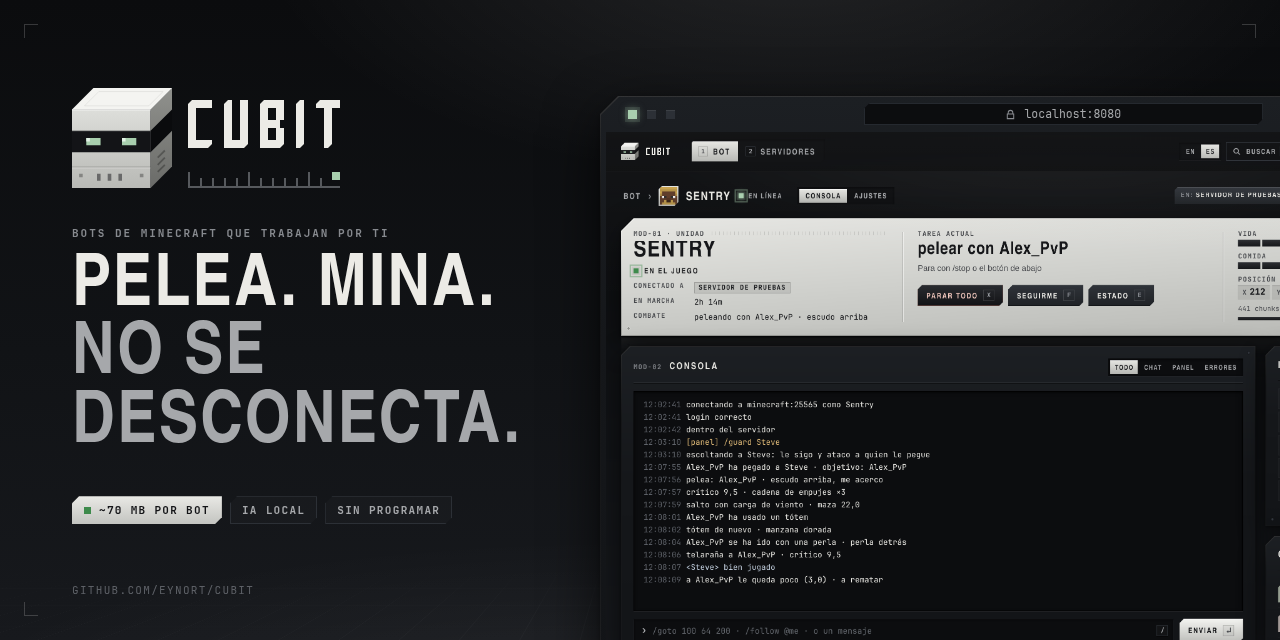 CUBIT
BOTS DE MINECRAFT QUE TRABAJAN POR TI
PELEA. MINA.
NO SE
DESCONECTA.
~70 MB POR BOT
IA LOCAL
SIN PROGRAMAR
GITHUB.COM/EYNORT/CUBIT
localhost:8080
CUBIT
1 BOT
2 SERVIDORES
EN ES
BUSCAR
BOT › SENTRY EN LÍNEA
CONSOLA AJUSTES
EN: SERVIDOR DE PRUEBAS
MOD-01 · UNIDAD
SENTRY
EN EL JUEGO
CONECTADO A SERVIDOR DE PRUEBAS
EN MARCHA 2h 14m
COMBATE peleando con Alex_PvP · escudo arriba
TAREA ACTUAL
pelear con Alex_PvP
Para con /stop o el botón de abajo
PARAR TODO X
SEGUIRME F
ESTADO E
VIDA
COMIDA
POSICIÓN
X 212 Y
441 chunks
MOD-02 CONSOLA
TODO CHAT PANEL ERRORES
12:02:41 conectando a minecraft:25565 como Sentry
12:02:41 login correcto
12:02:42 dentro del servidor
12:03:10 [panel] /guard Steve
12:03:10 escoltando a Steve: le sigo y ataco a quien le pegue
12:07:55 Alex_PvP ha pegado a Steve · objetivo: Alex_PvP
12:07:56 pelea: Alex_PvP · escudo arriba, me acerco
12:07:57 crítico 9,5 · cadena de empujes ×3
12:07:59 salto con carga de viento · maza 22,0
12:08:01 Alex_PvP ha usado un tótem
12:08:02 tótem de nuevo · manzana dorada
12:08:04 Alex_PvP se ha ido con una perla · perla detrás
12:08:06 telaraña a Alex_PvP · crítico 9,5
12:08:07 <Steve> bien jugado
12:08:09 a Alex_PvP le queda poco (3,0) · a rematar
❯ /goto 100 64 200 · /follow @me · o un mensaje
/
ENVIAR